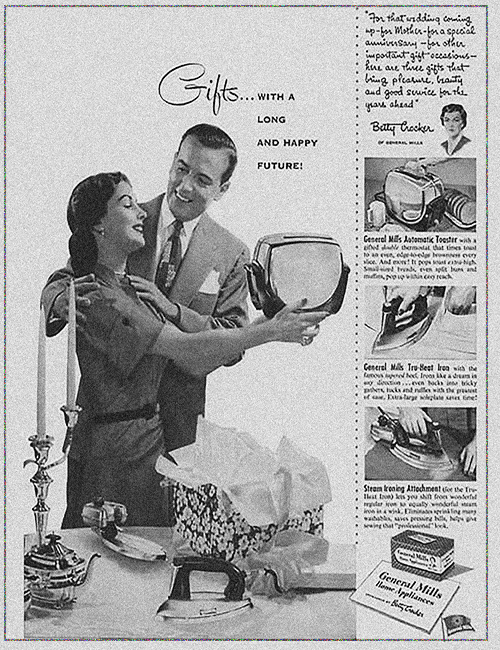 Gifts... WITH A
LONG
AND HAPPY
FUTURE!
"For that wedding coming
up-for Mother-for a special
anniversary -for other
important gift occasions-
here are three gifts that
bring pleasure, beauty
and good service for the
years ahead"
Betty Crocker
OF GENERAL MILLS
General Mills Automatic Toaster with a
gifted double thermostat that times toast
to an even, edge-to-edge brownness every
slice. And more! It pops toast extra-high.
Small-sized breads, even split buns and
muffins, pop up within easy reach.
General Mills Tru-Heat Iron with the
famous tapered heel. Irons like a dream in
any direction...even backs into tricky
gathers, tucks and ruffles with the greatest
of ease. Extra-large soleplate saves time!
Steam Ironing Attachment (for the Tru-
Heat Iron) lets you shift from wonderful
regular iron to equally wonderful steam
iron in a wink. Eliminates sprinkling many
washables, saves pressing bills, helps give
sewing that "professional" look.
General Mills
Home Appliances
General Mills
Home Appliances
SPONSORED BY Betty Crocker